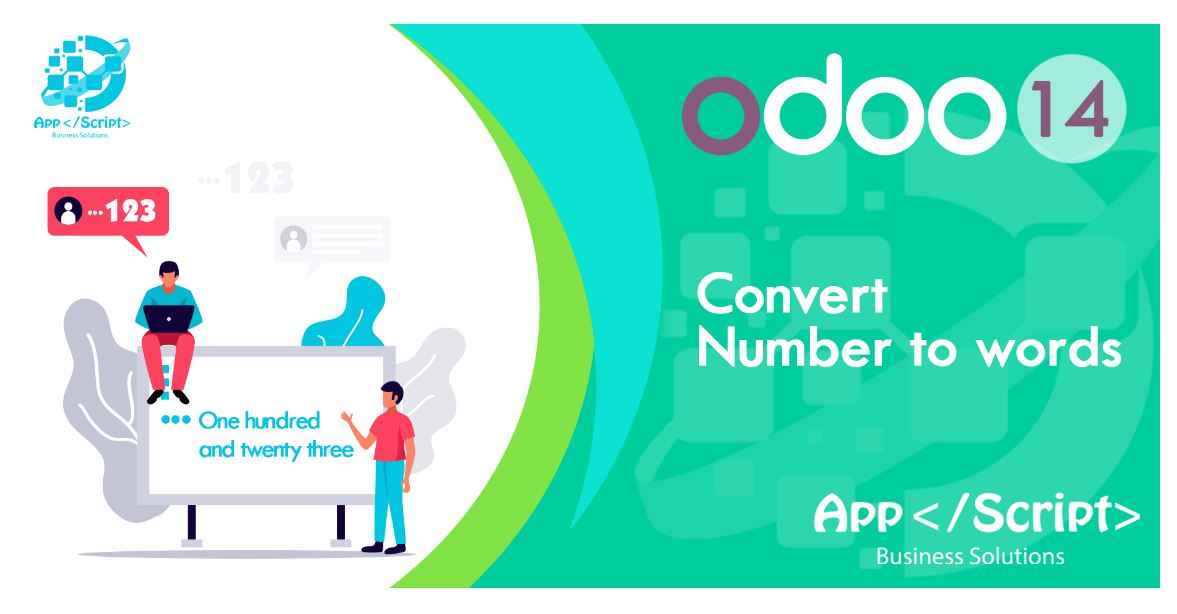 App </Script>
Business Solutions
...123
...123
... One hundred
and twenty three
odoo 14
Convert
Number to words
App </Script>
Business Solutions